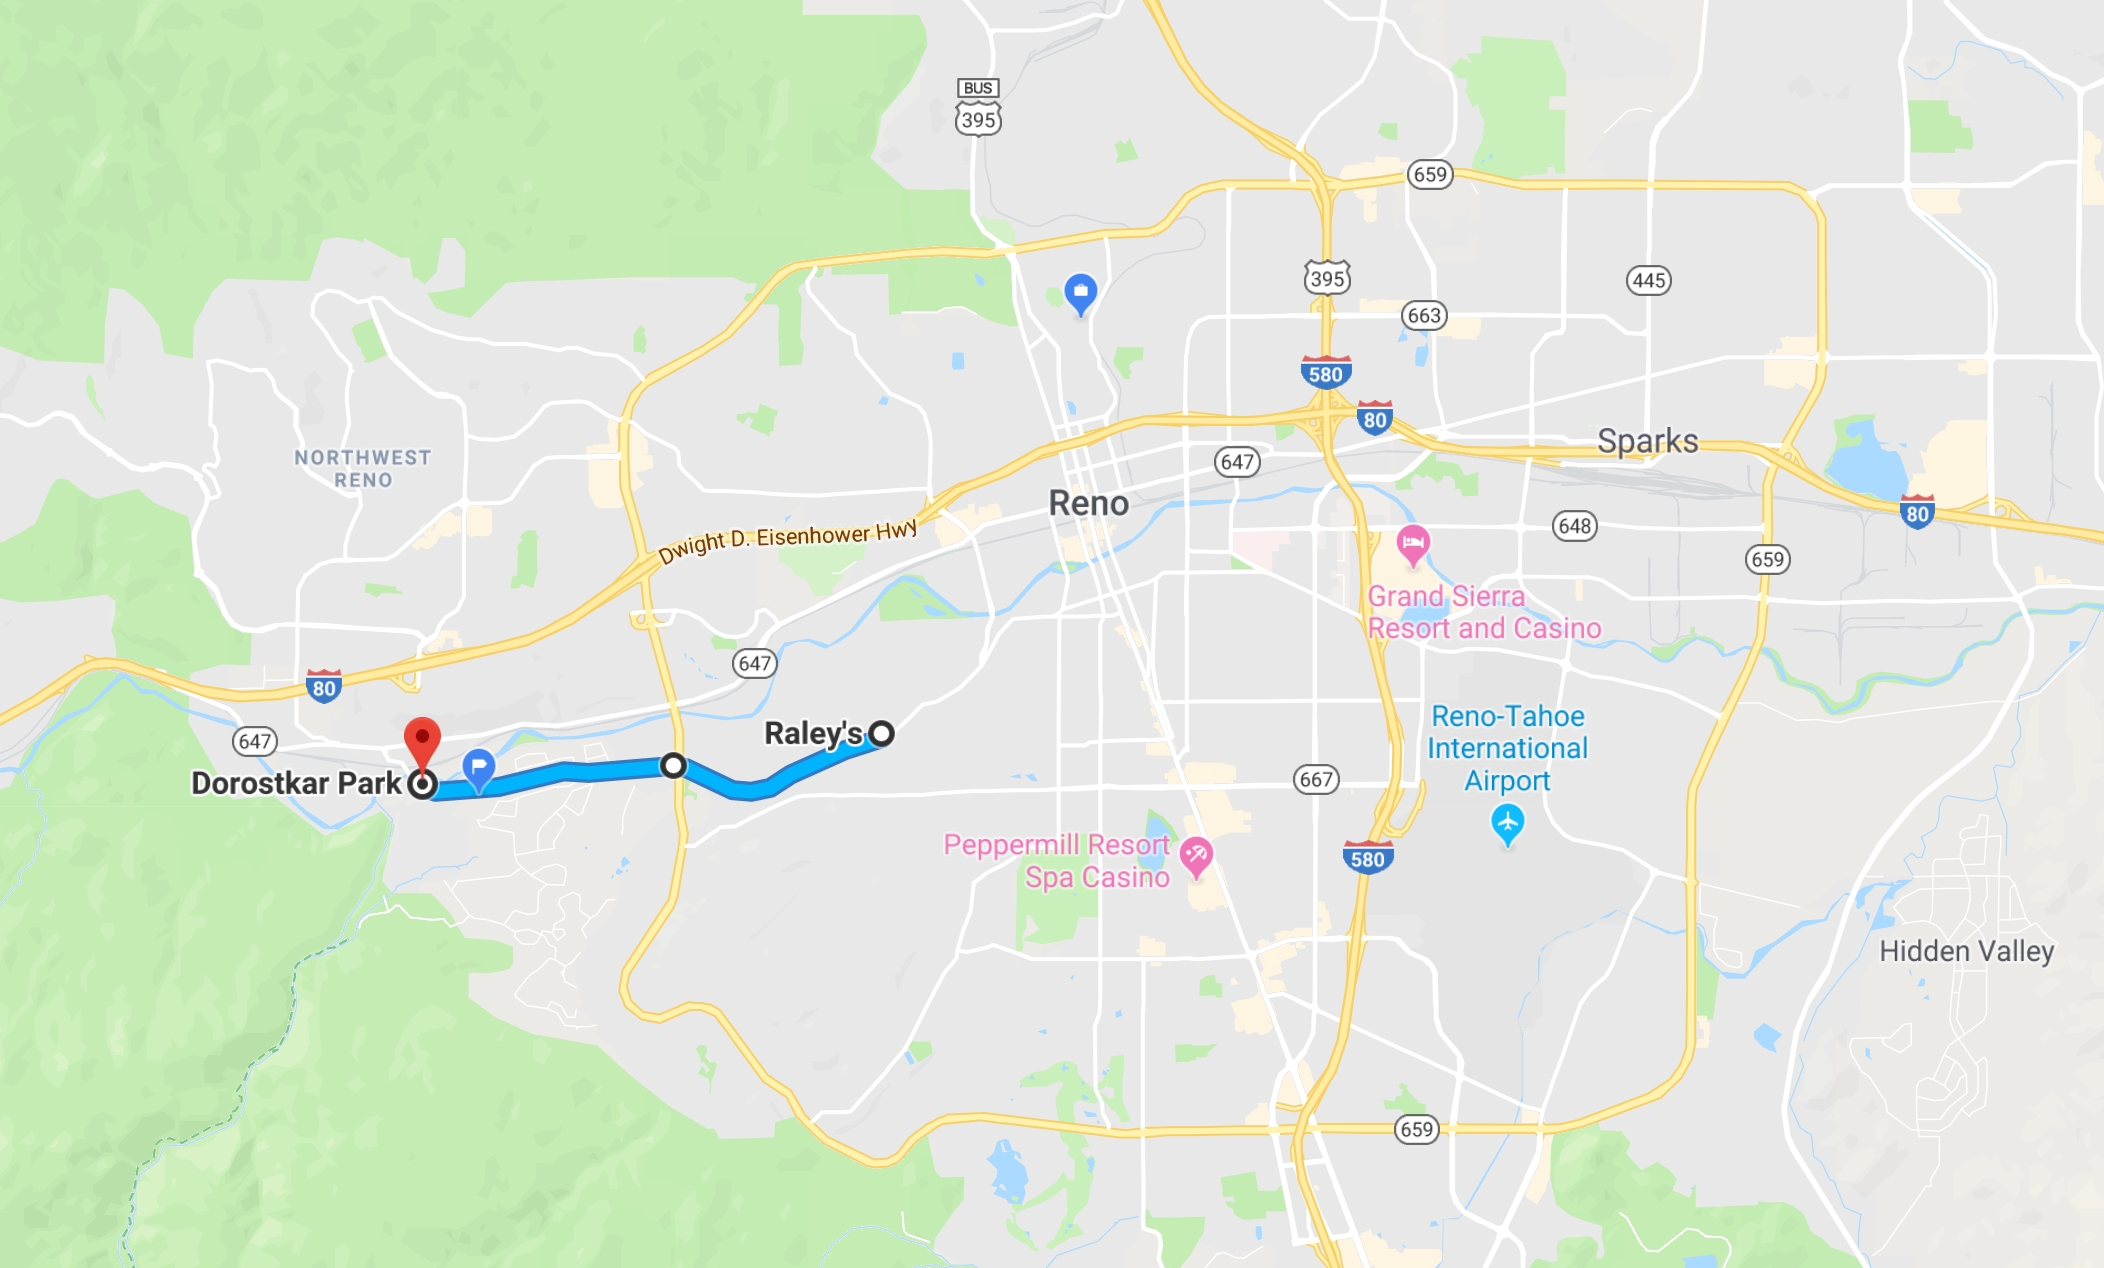 BUS
395
659
395
445
663
580
80
Sparks
NORTHWEST
RENO
647
Reno
80
648
Dwight D. Eisenhower Hwy
659
Grand Sierra
Resort and Casino
647
80
Reno-Tahoe
International
Airport
647
Raley's
Dorostkar Park
667
Peppermill Resort
Spa Casino
580
Hidden Valley
659